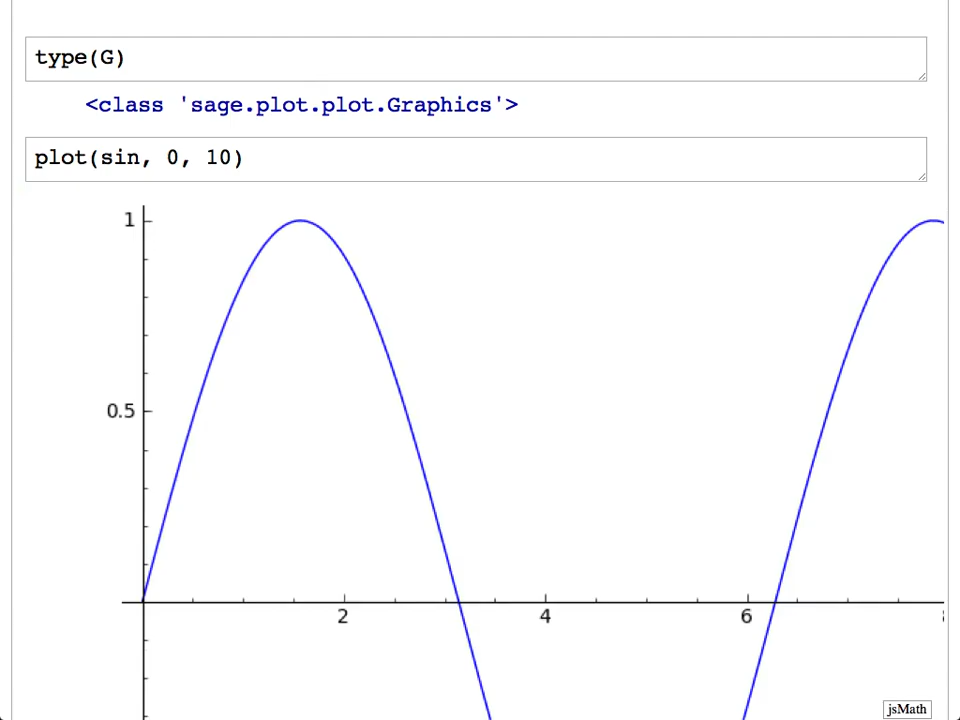 type(G)
<class 'sage.plot.plot.Graphics'>
plot(sin, 0, 10)
1
0.5
2 4 6
jsMath